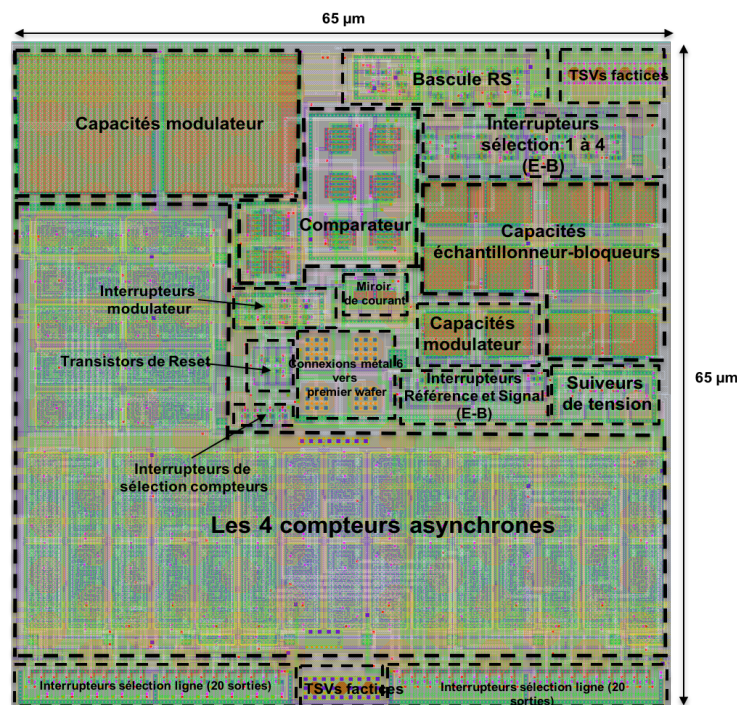 65 µm
Bascule RS
TSVs factices
Capacités modulateur
Interrupteurs
sélection 1 à 4
(E-B)
Comparateur
Capacités
échantillonneur-bloqueurs
Miroir
de courant
Interrupteurs
modulateur
Capacités
modulateur
Transistors de Reset
Connexions métal 6
vers
premier wafer
Interrupteurs
Référence et Signal
(E-B)
Suiveurs
de tension
65 µm
Interrupteurs de
sélection compteurs
Les 4 compteurs asynchrones
Interrupteurs sélection ligne (20 sorties)
TSVs factices
Interrupteurs sélection ligne (20
sorties)